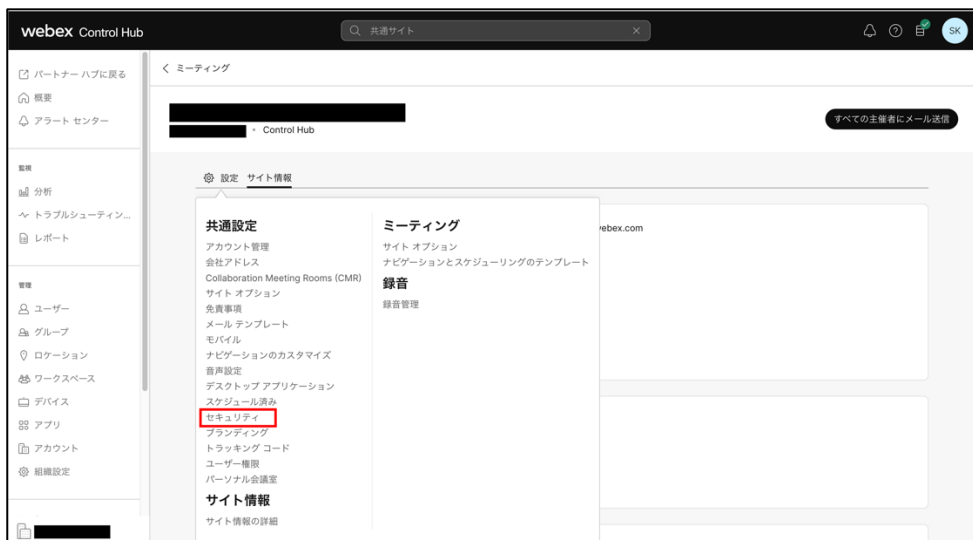 webex Control Hub
共通サイト
SK
パートナー ハブに戻る
概要
アラート センター
監視
分析
トラブルシューティン...
レポート
管理
ユーザー
グループ
ロケーション
ワークスペース
デバイス
アプリ
アカウント
組織設定
ミーティング
• Control Hub
すべての主催者にメール送信
設定 サイト情報
共通設定
アカウント管理
会社アドレス
Collaboration Meeting Rooms (CMR)
サイト オプション
免責事項
メール テンプレート
モバイル
ナビゲーションのカスタマイズ
音声設定
デスクトップ アプリケーション
スケジュール済み
セキュリティ
ブランディング
トラッキング コード
ユーザー権限
パーソナル会議室
サイト情報
サイト情報の詳細
ミーティング
サイト オプション
ナビゲーションとスケジューリングのテンプレート
録音
録音管理
ebex.com